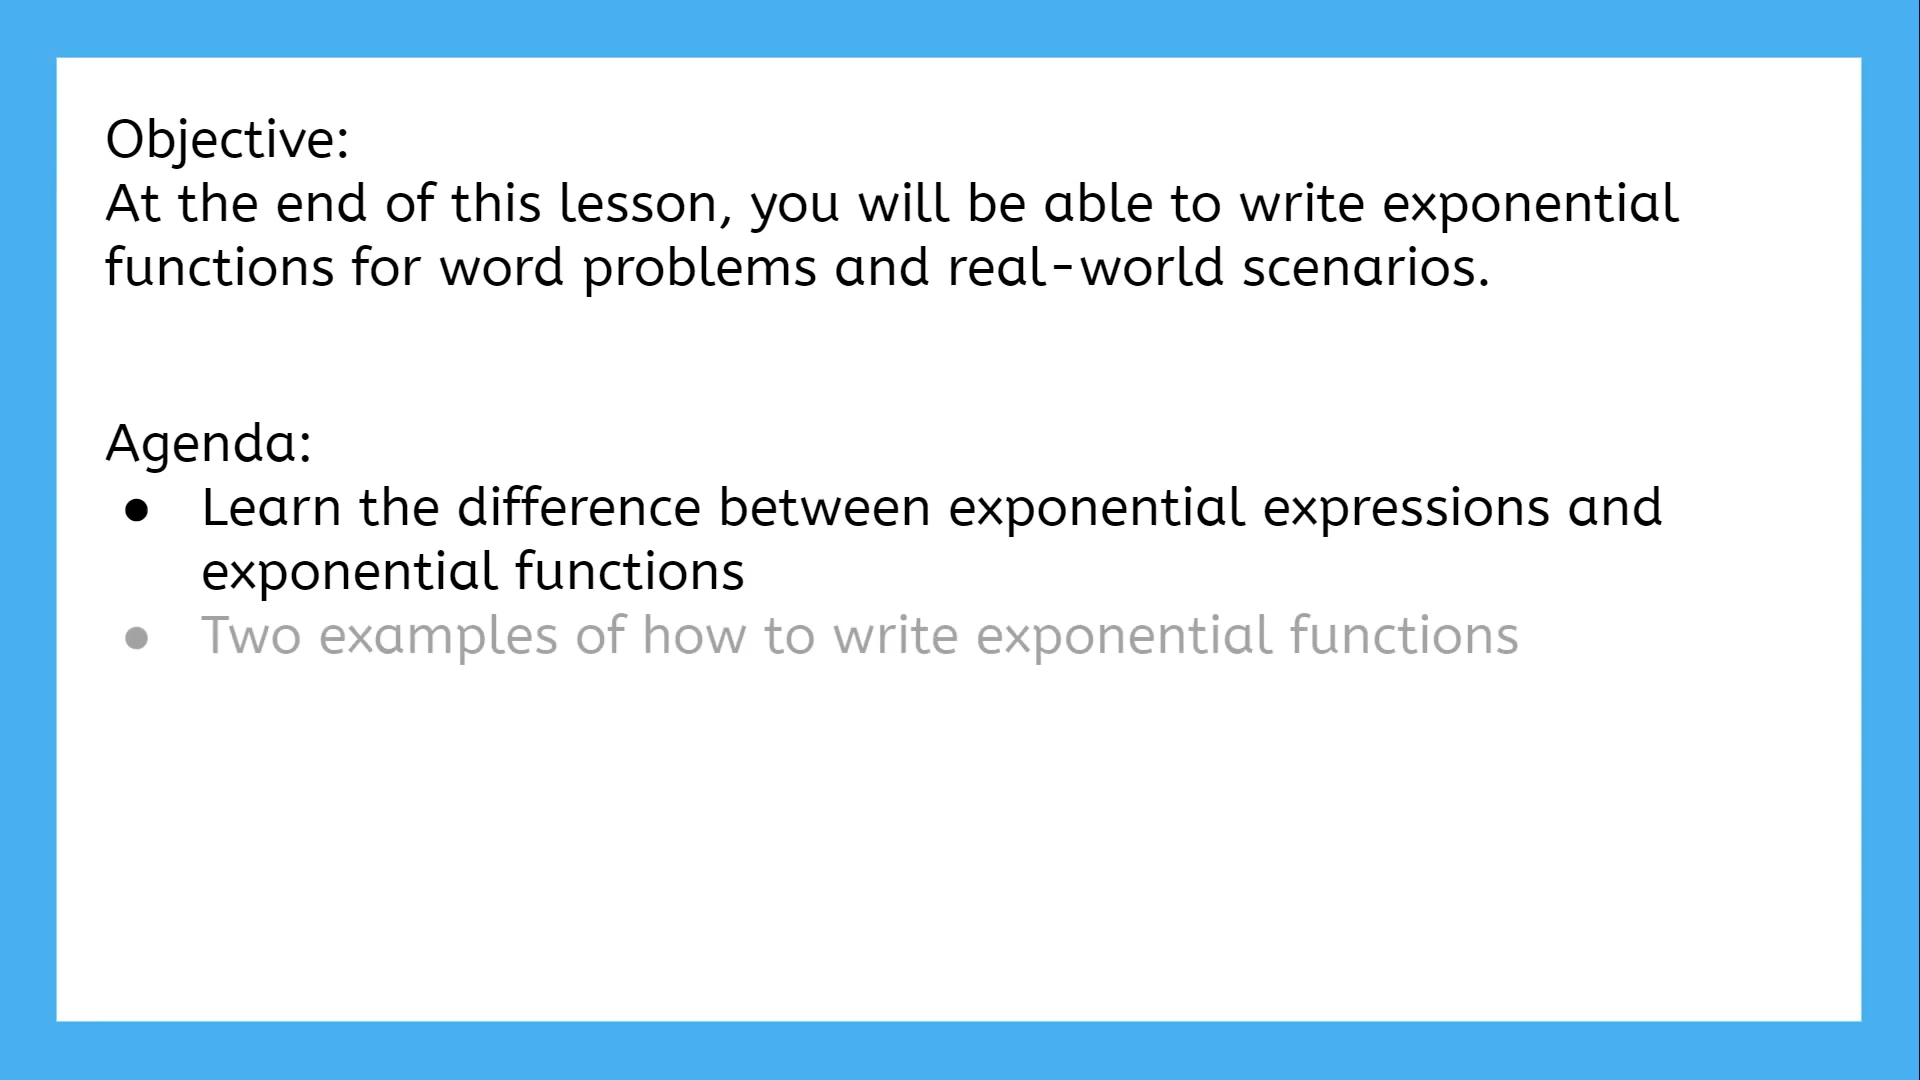 Objective:
At the end of this lesson, you will be able to write exponential
functions for word problems and real-world scenarios.
Agenda:
● Learn the difference between exponential expressions and
exponential functions
● Two examples of how to write exponential functions